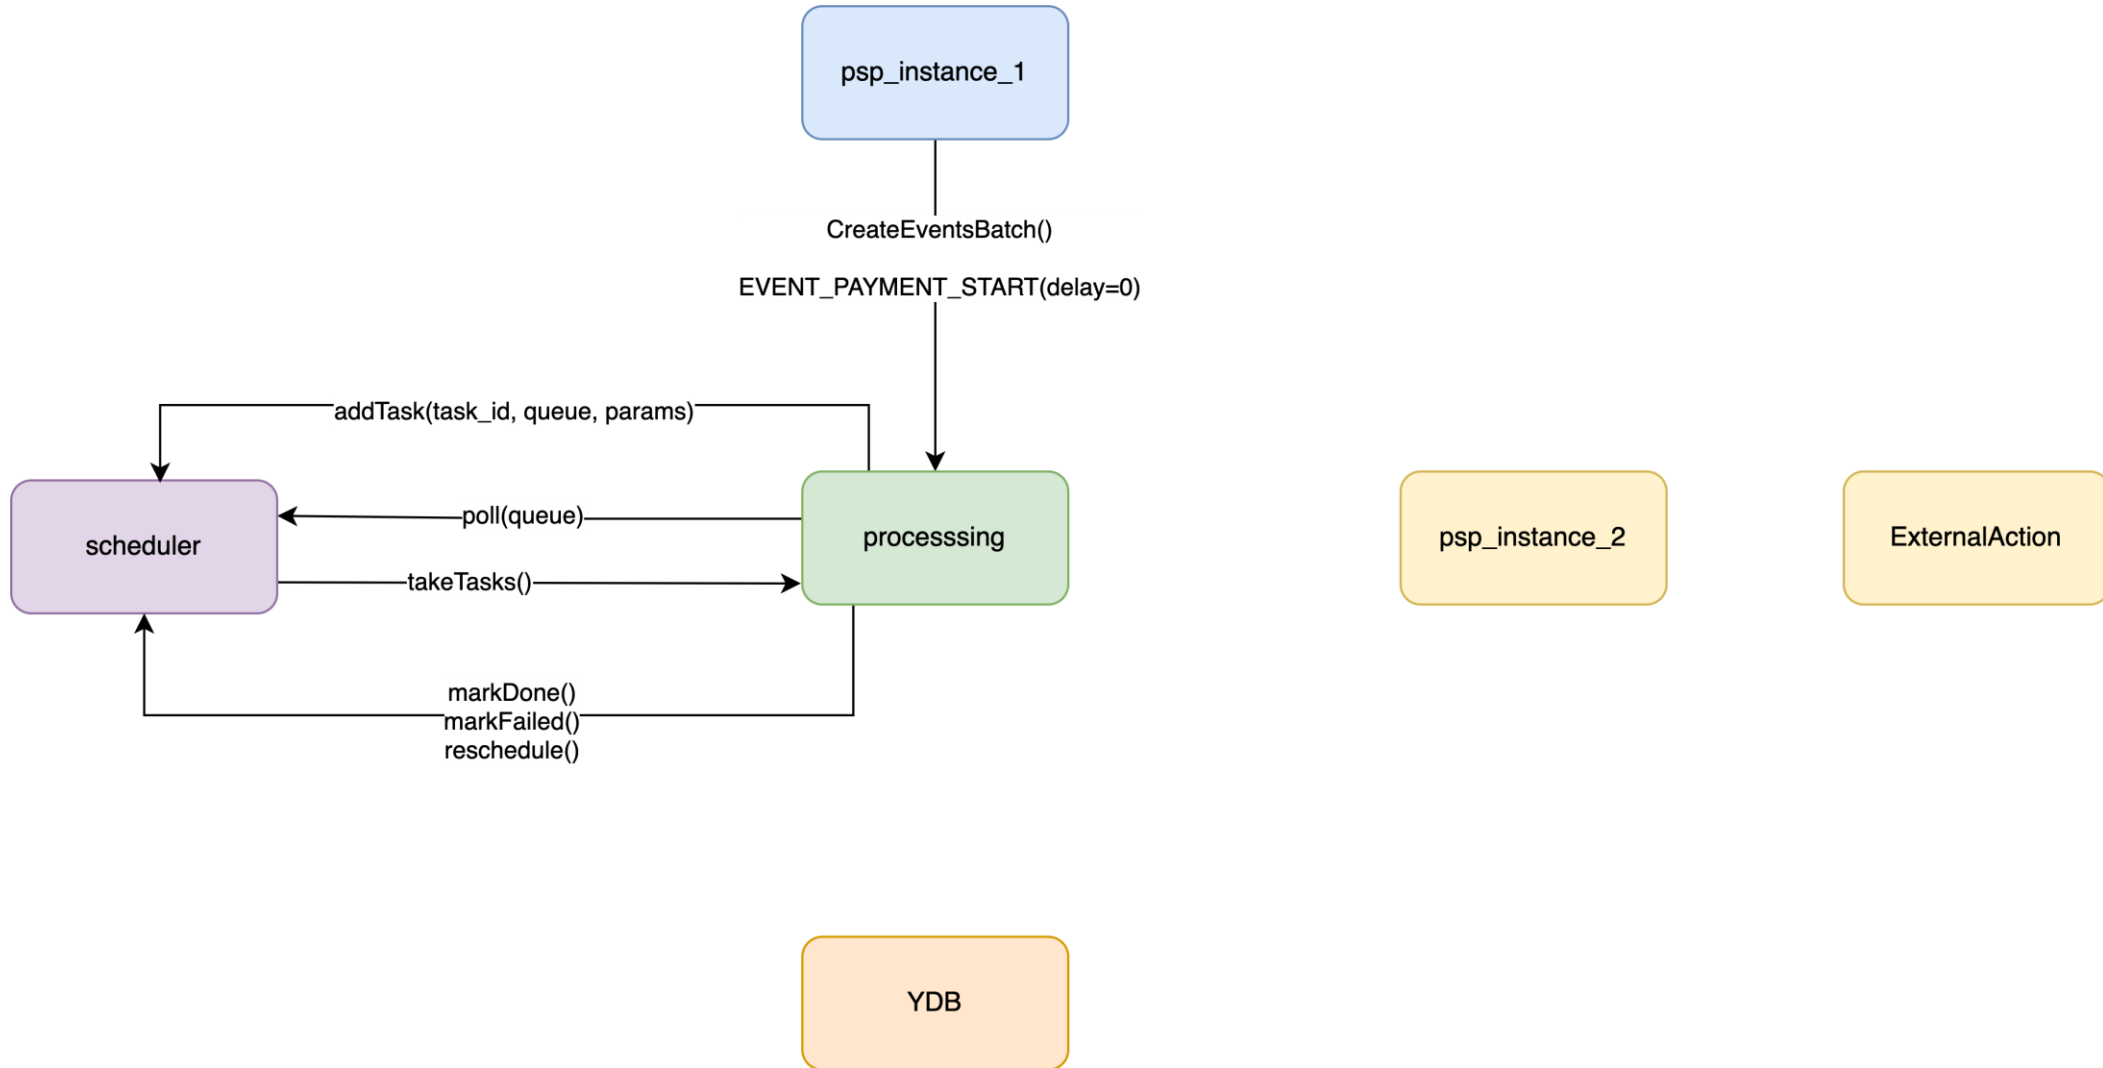 psp_instance_1
CreateEventsBatch()
EVENT_PAYMENT_START(delay=0)
addTask(task_id, queue, params)
scheduler
poll(queue)
takeTasks()
processsing
psp_instance_2
ExternalAction
markDone()
markFailed()
reschedule()
YDB